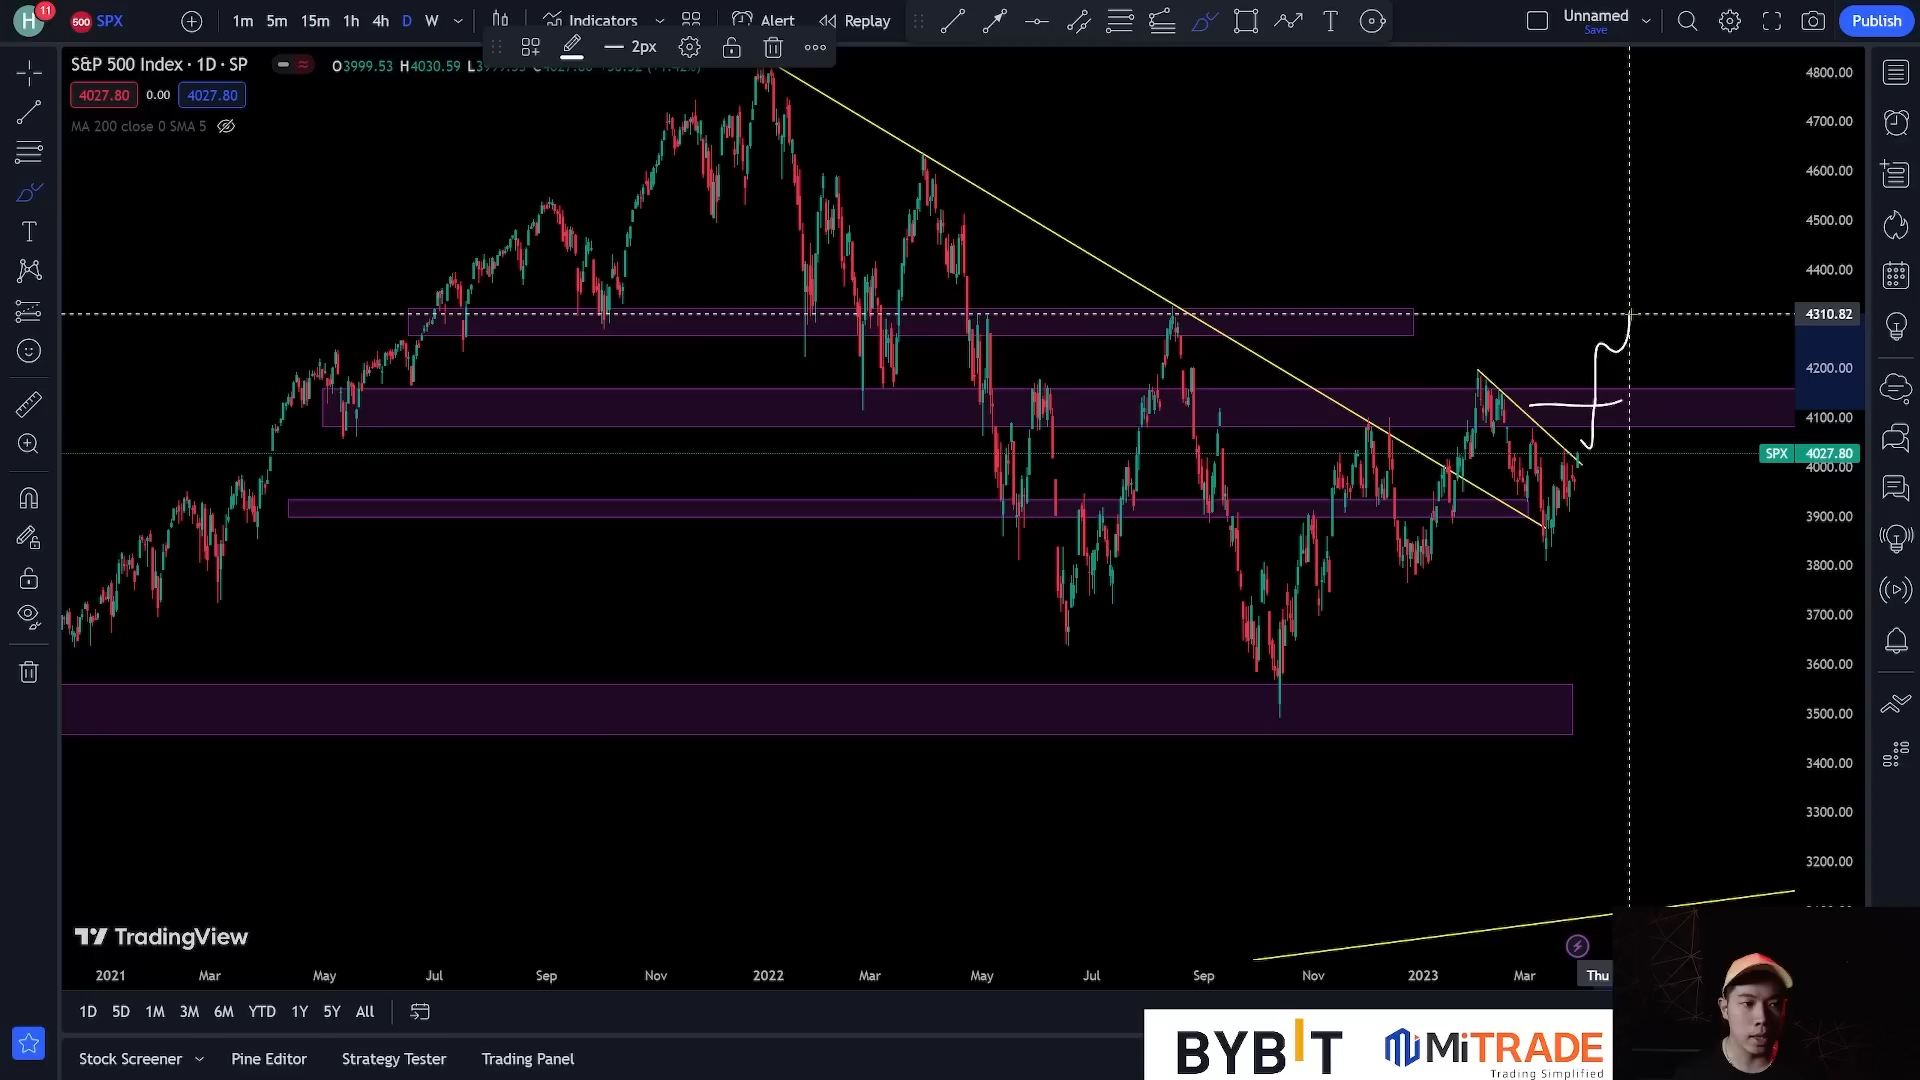 H 11 500 SPX 1m 5m 15m 1h 4h D W Indicators Alert Replay Unnamed Save Publish
2px
S&P 500 Index · 1D · SP O3999.53 H4030.59
4027.80 0.00 4027.80
MA 200 close 0 SMA 5
4800.00
4700.00
4600.00
4500.00
4400.00
4310.82
4200.00
4100.00
SPX 4027.80
4000.00
3900.00
3800.00
3700.00
3600.00
3500.00
3400.00
3300.00
3200.00
TradingView
2021 Mar May Jul Sep Nov 2022 Mar May Jul Sep Nov 2023 Mar Thu
1D 5D 1M 3M 6M YTD 1Y 5Y All
Stock Screener Pine Editor Strategy Tester Trading Panel
BYBIT MiTRADE
Trading Simplified